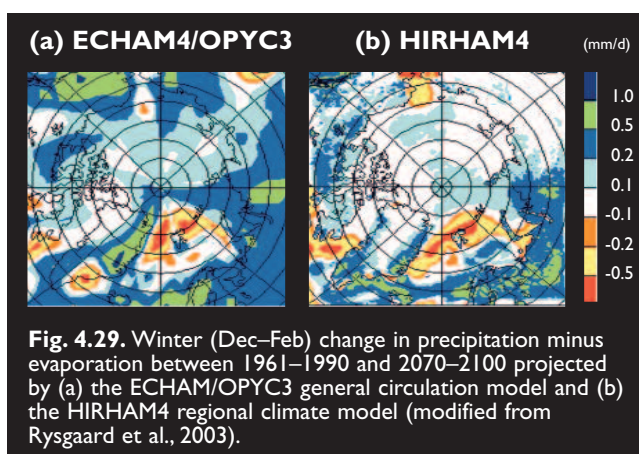 (a) ECHAM4/OPYC3 (b) HIRHAM4 (mm/d)
1.0
0.5
0.2
0.1
-0.1
-0.2
-0.5
Fig. 4.29. Winter (Dec–Feb) change in precipitation minus
evaporation between 1961–1990 and 2070–2100 projected
by (a) the ECHAM/OPYC3 general circulation model and (b)
the HIRHAM4 regional climate model (modified from
Rysgaard et al., 2003).